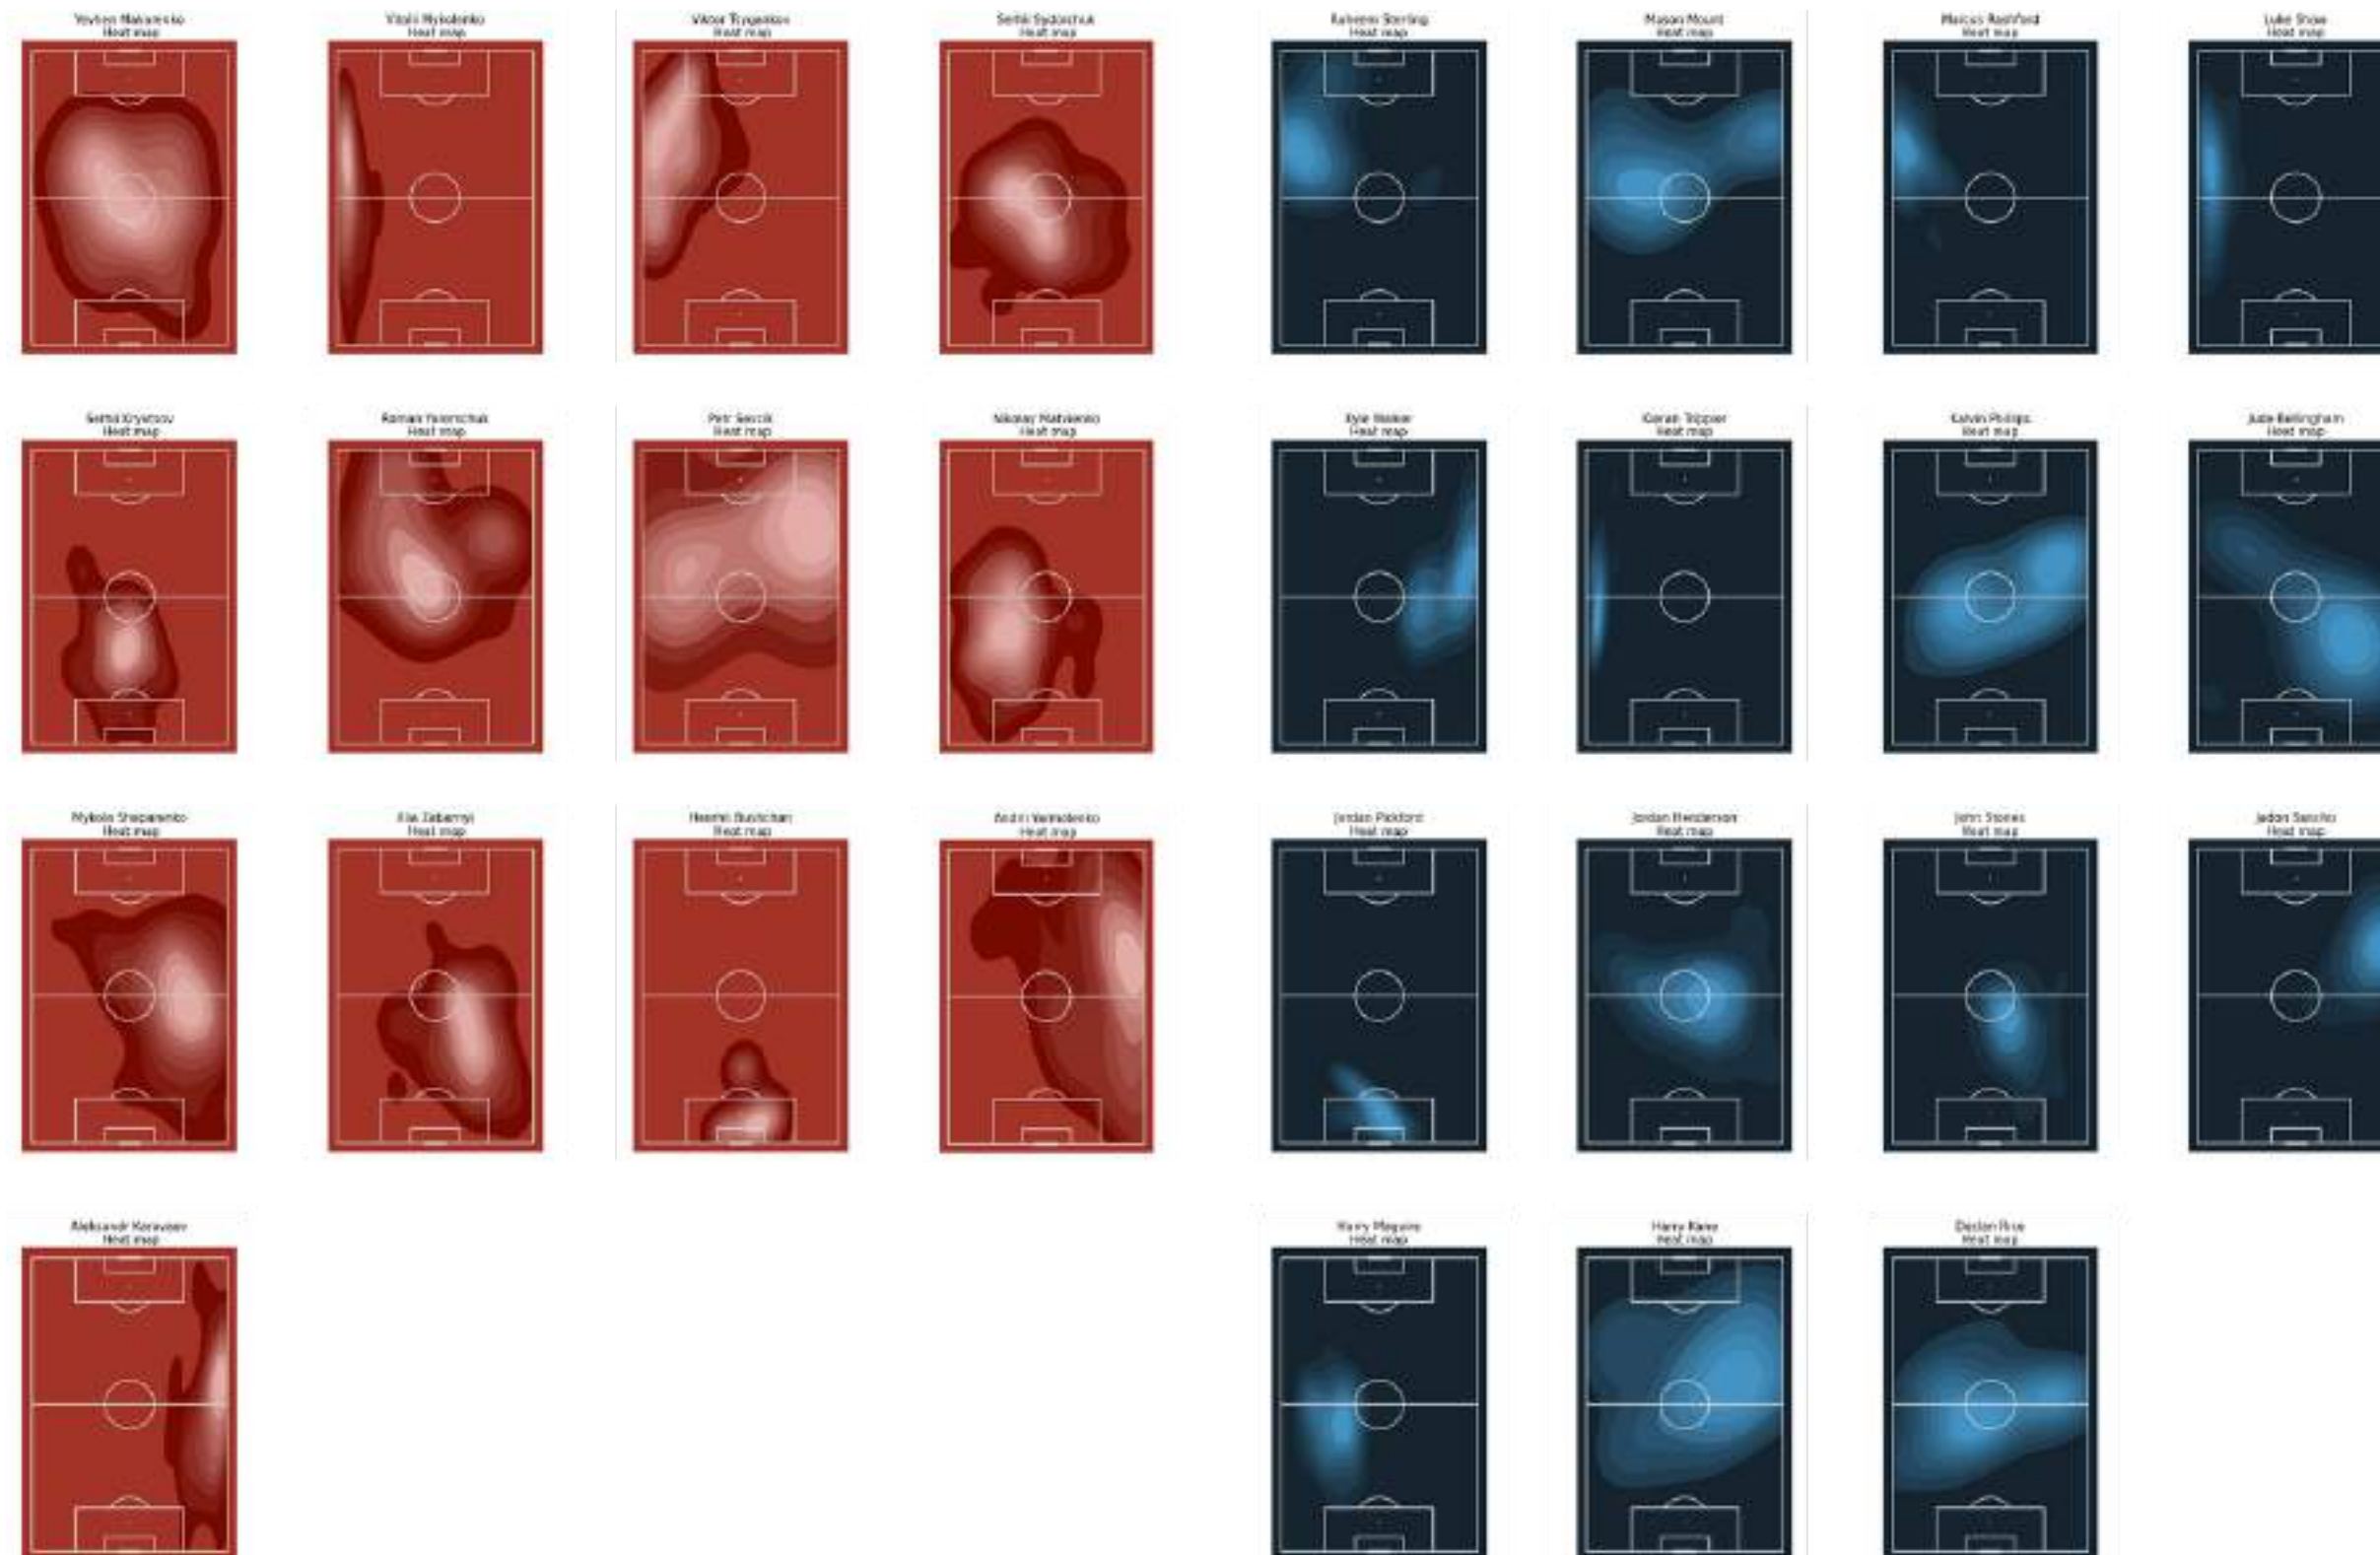 Yevhen Makarenko
Heat map
Vitalii Mykolenko
Heat map
Viktor Tsygankov
Heat map
Serhii Sydorchuk
Heat map
Raheem Sterling
Heat map
Mason Mount
Heat map
Marcus Rashford
Heat map
Luke Shaw
Heat map
Serhii Kryvtsov
Heat map
Roman Yaremchuk
Heat map
Petr Sevcik
Heat map
Nikolay Matvienko
Heat map
Kyle Walker
Heat map
Kieran Trippier
Heat map
Kalvin Phillips
Heat map
Jude Bellingham
Heat map
Mykola Shaparenko
Heat map
Illia Zabarnyi
Heat map
Heorhii Bushchan
Heat map
Andrii Yarmolenko
Heat map
Jordan Pickford
Heat map
Jordan Henderson
Heat map
John Stones
Heat map
Jadon Sancho
Heat map
Aleksandr Karavaev
Heat map
Harry Maguire
Heat map
Harry Kane
Heat map
Declan Rice
Heat map